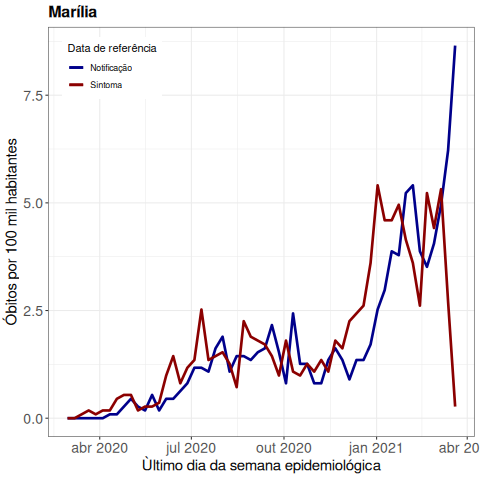 Marília
Data de referência
Notificação
Sintoma
Óbitos por 100 mil habitantes
7.5
5.0
2.5
0.0
abr 2020
jul 2020
out 2020
jan 2021
abr 20
Ùltimo dia da semana epidemiológica